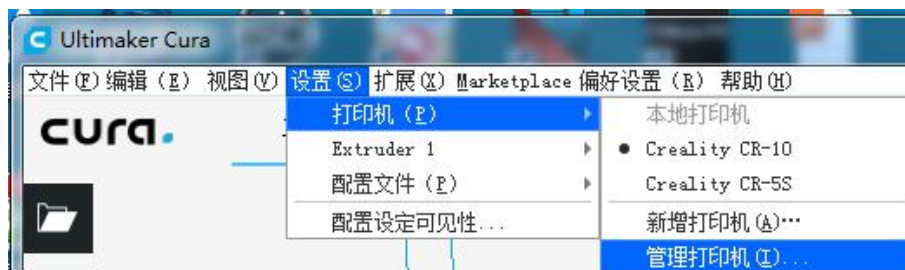 Ultimaker Cura
文件(F) 编辑 (E) 视图(V) 设置(S) 扩展(X) Marketplace 偏好设置 (R) 帮助(H)
cura.
打印机 (P)
Extruder 1
配置文件 (P)
配置设定可见性...
本地打印机
Creality CR-10
Creality CR-5S
新增打印机(A)...
管理打印机(I)...